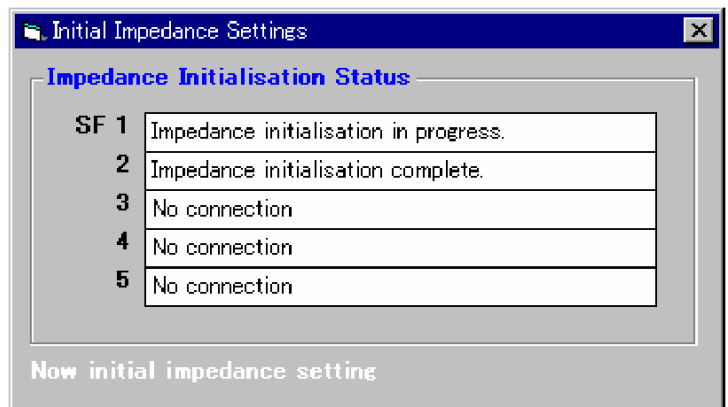 Initial Impedance Settings
Impedance Initialisation Status
SF 1 Impedance initialisation in progress.
2 Impedance initialisation complete.
3 No connection
4 No connection
5 No connection
Now initial impedance setting